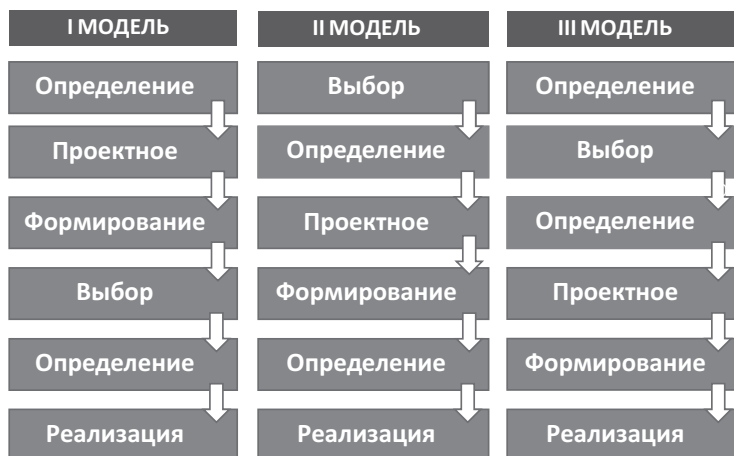 I МОДЕЛЬ
Определение
Проектное
Формирование
Выбор
Определение
Реализация
II МОДЕЛЬ
Выбор
Определение
Проектное
Формирование
Определение
Реализация
III МОДЕЛЬ
Определение
Выбор
Определение
Проектное
Формирование
Реализация